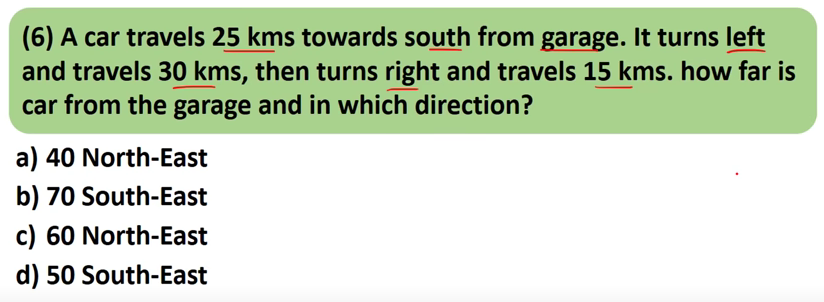 (6) A car travels 25 kms towards south from garage. It turns left
and travels 30 kms, then turns right and travels 15 kms. how far is
car from the garage and in which direction?
a) 40 North-East
b) 70 South-East
c) 60 North-East
d) 50 South-East